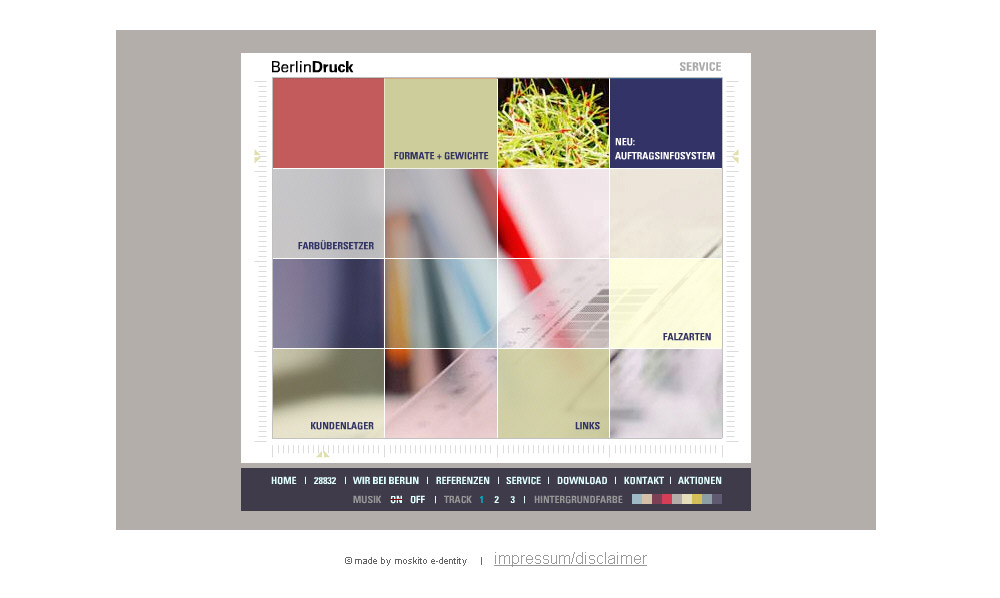 BerlinDruck
SERVICE
FORMATE + GEWICHTE
NEU:
AUFTRAGSINFOSYSTEM
FARBÜBERSETZER
FALZARTEN
KUNDENLAGER
LINKS
HOME | 28832 | WIR BEI BERLIN | REFERENZEN | SERVICE | DOWNLOAD | KONTAKT | AKTIONEN
MUSIK ON OFF | TRACK 1 2 3 | HINTERGRUNDFARBE
© made by moskito e-dentity | impressum/disclaimer